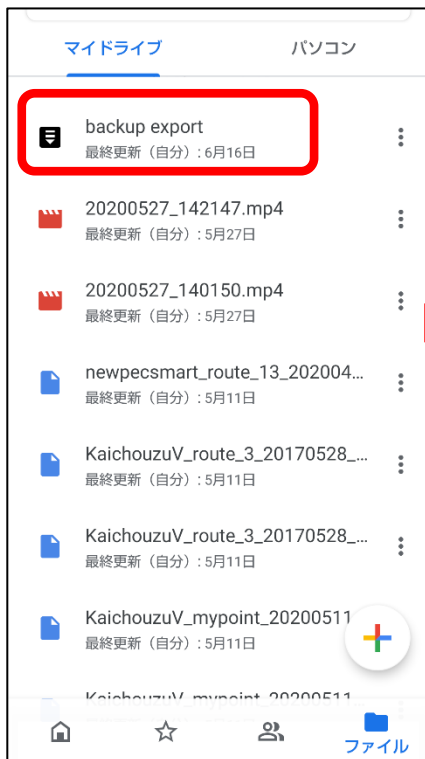 マイドライブ
パソコン
backup export
最終更新（自分）: 6月16日
20200527_142147.mp4
最終更新（自分）: 5月27日
20200527_140150.mp4
最終更新（自分）: 5月27日
newpecsmart_route_13_202004...
最終更新（自分）: 5月11日
KaichouzuV_route_3_20170528_...
最終更新（自分）: 5月11日
KaichouzuV_route_3_20170528_...
最終更新（自分）: 5月11日
KaichouzuV_mypoint_20200511
最終更新（自分）: 5月11日
KaichouzuV_mypoint_20200511
ファイル